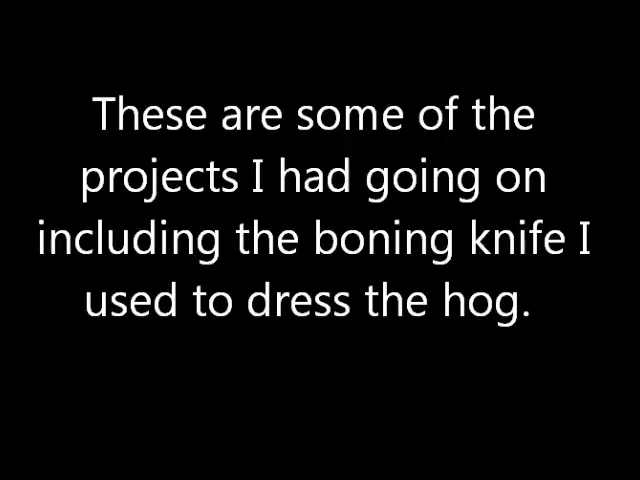 These are some of the
projects I had going on
including the boning knife I
used to dress the hog.